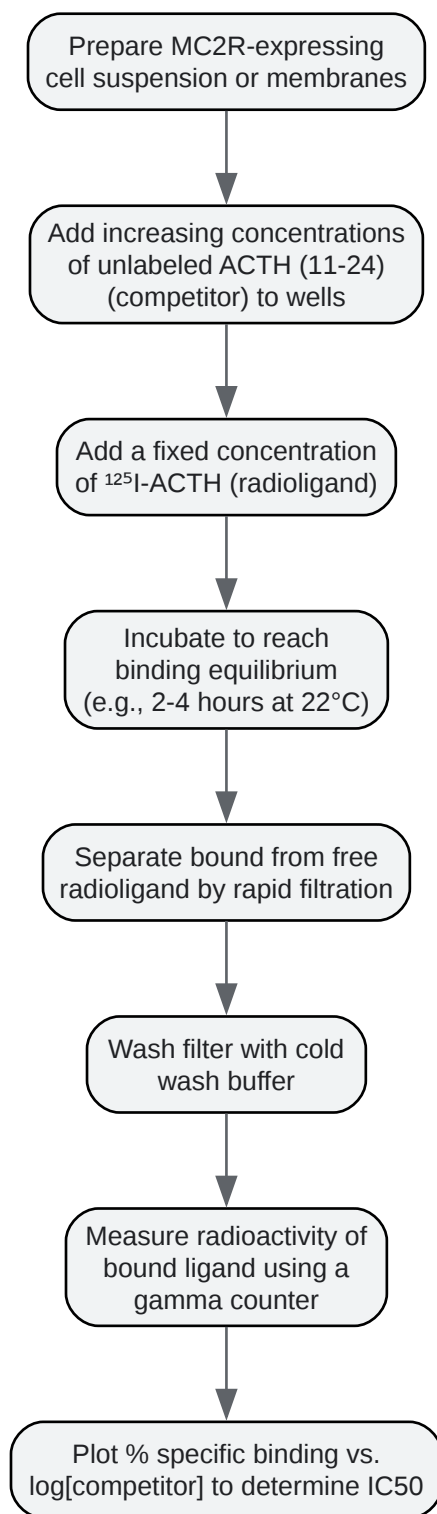 Prepare MC2R-expressing
cell suspension or membranes
Add increasing concentrations
of unlabeled ACTH (11-24)
(competitor) to wells
Add a fixed concentration
of ¹²⁵I-ACTH (radioligand)
Incubate to reach
binding equilibrium
(e.g., 2-4 hours at 22°C)
Separate bound from free
radioligand by rapid filtration
Wash filter with cold
wash buffer
Measure radioactivity of
bound ligand using a
gamma counter
Plot % specific binding vs.
log[competitor] to determine IC50